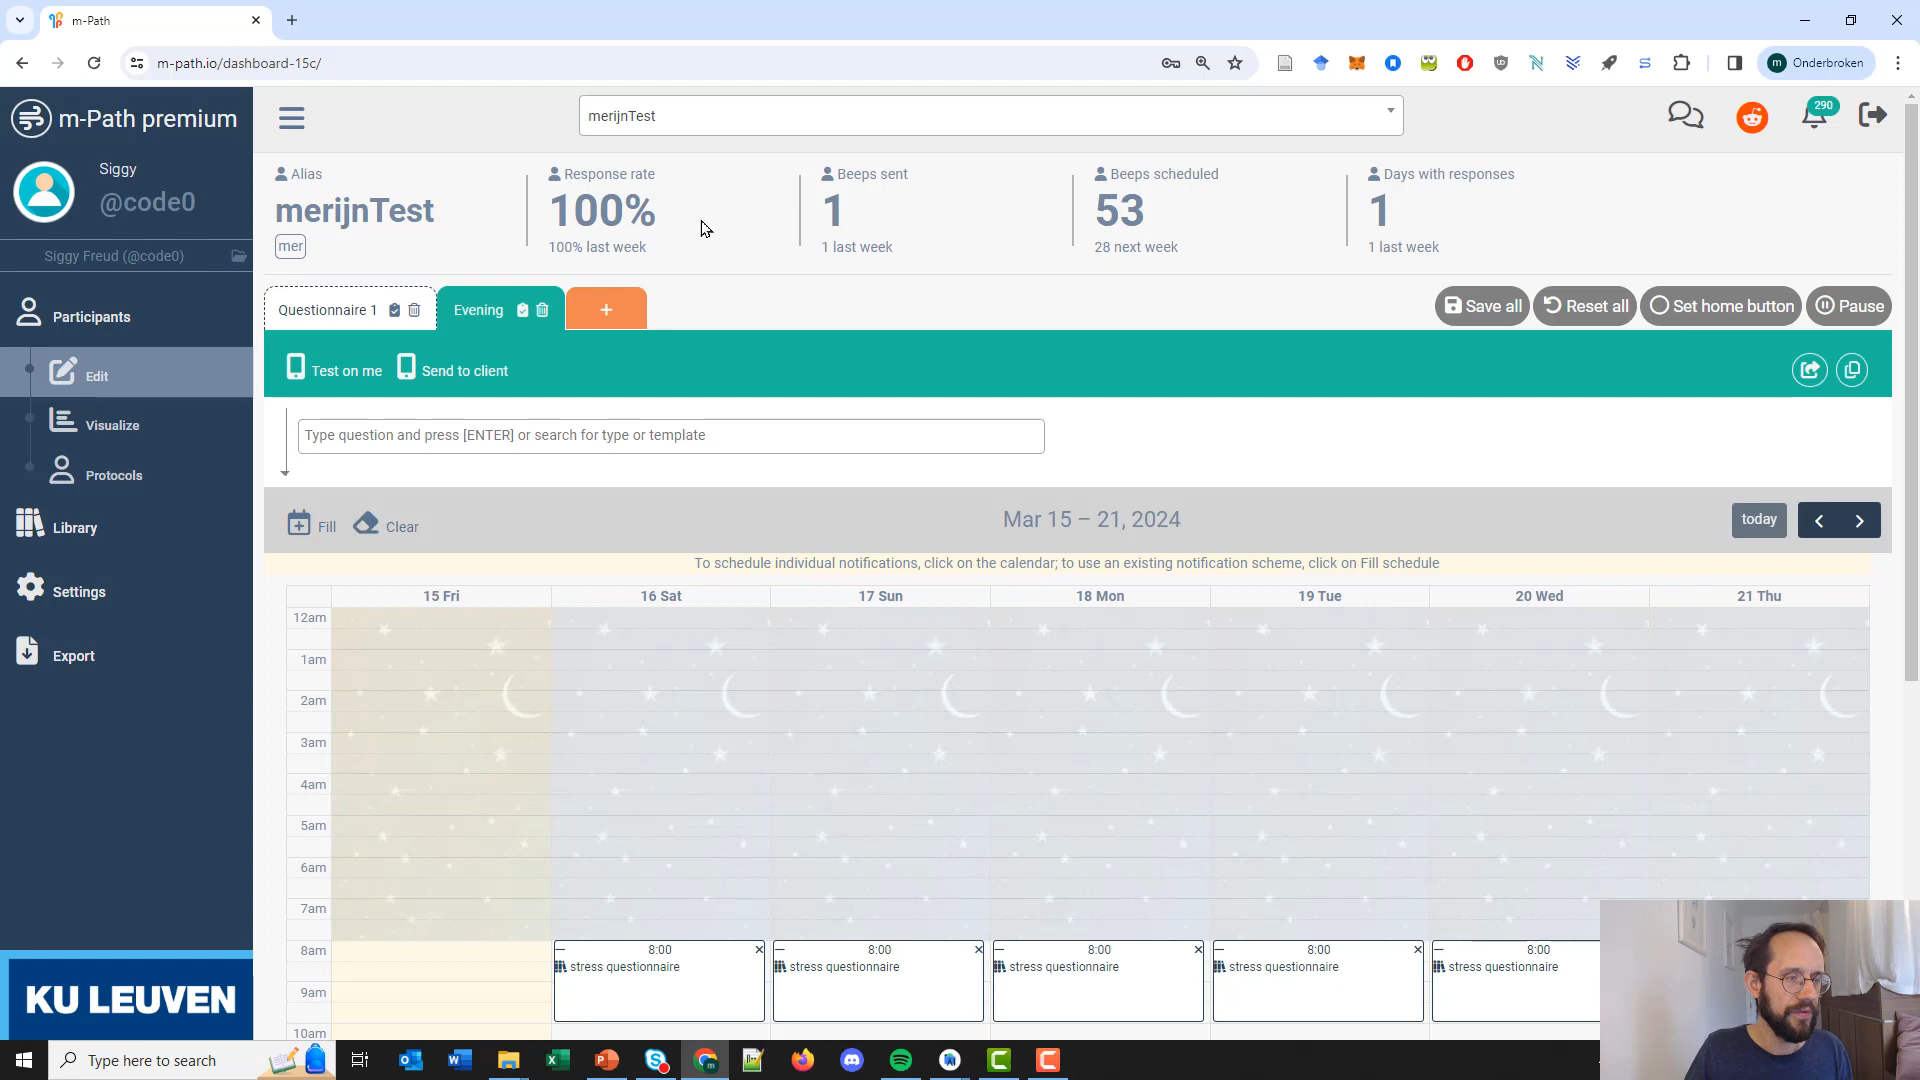 m-Path
m-path.io/dashboard-15c/
m Onderbroken
m-Path premium
Siggy
@code0
Siggy Freud (@code0)
Participants
Edit
Visualize
Protocols
Library
Settings
Export
KU LEUVEN
merijnTest
290
Alias
merijnTest
mer
Response rate
100%
100% last week
Beeps sent
1
1 last week
Beeps scheduled
53
28 next week
Days with responses
1
1 last week
Questionnaire 1
Evening
+
Save all
Reset all
Set home button
Pause
Test on me
Send to client
Type question and press [ENTER] or search for type or template
Fill
Clear
Mar 15 – 21, 2024
today
To schedule individual notifications, click on the calendar; to use an existing notification scheme, click on Fill schedule
15 Fri
16 Sat
17 Sun
18 Mon
19 Tue
20 Wed
21 Thu
12am
1am
2am
3am
4am
5am
6am
7am
8am
9am
10am
8:00
stress questionnaire
8:00
stress questionnaire
8:00
stress questionnaire
8:00
stress questionnaire
8:00
stress questionnaire
Type here to search